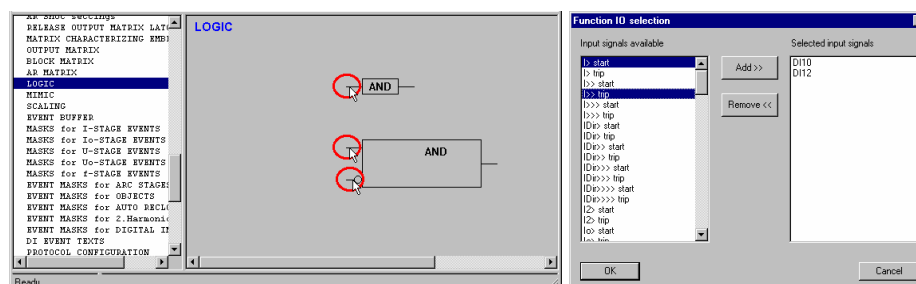 AR SHOT settings
RELEASE OUTPUT MATRIX LATC
MATRIX CHARACTERIZING EMBI
OUTPUT MATRIX
BLOCK MATRIX
AR MATRIX
LOGIC
MIMIC
SCALING
EVENT BUFFER
MASKS for I-STAGE EVENTS
MASKS for Io-STAGE EVENTS
MASKS for U-STAGE EVENTS
MASKS for Uo-STAGE EVENTS
MASKS for f-STAGE EVENTS
EVENT MASKS for ARC STAGES
EVENT MASKS for OBJECTS
EVENT MASKS for AUTO RECLO
EVENT MASKS for 2.Harmonic
EVENT MASKS for DIGITAL IN
DI EVENT TEXTS
PROTOCOL CONFIGURATION
Ready
LOGIC
AND
AND
Function IO selection
Input signals available
I> start
I> trip
I>> start
I>> trip
I>>> start
I>>> trip
IDir> start
IDir> trip
IDir>> start
IDir>> trip
IDir>>> start
IDir>>> trip
IDir>>>> start
IDir>>>> trip
I2> start
I2> trip
Io> start
Io> trip
Add >>
Remove <<
Selected input signals
DI10
DI12
OK
Cancel